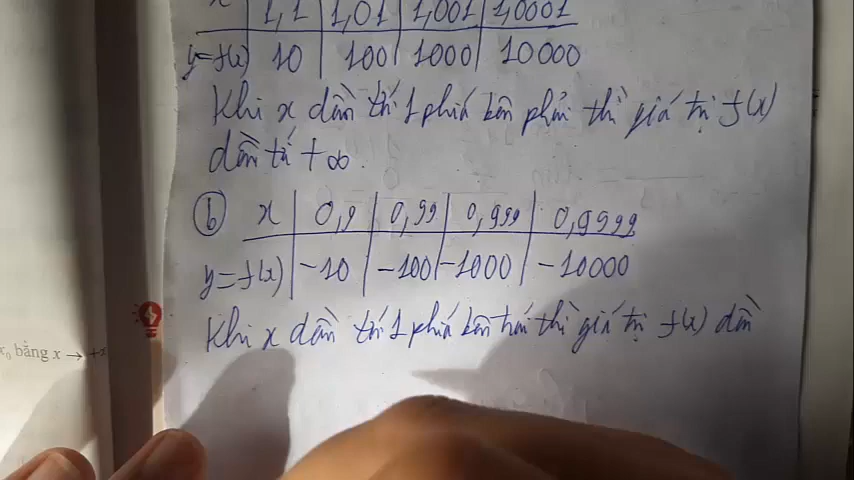 x | 1,1 | 1,01 | 1,001 | 1,0001
y=f(x) | 10 | 100 | 1000 | 10000
Khi x dần tới 1 phía bên phải thì giá trị f(x)
dần tới +∞.
b) x | 0,9 | 0,99 | 0,999 | 0,9999
y=f(x) | -10 | -100 | -1000 | -10000
Khi x dần tới 1 phía bên trái thì giá trị f(x) dần
x₀ bằng x → +∞